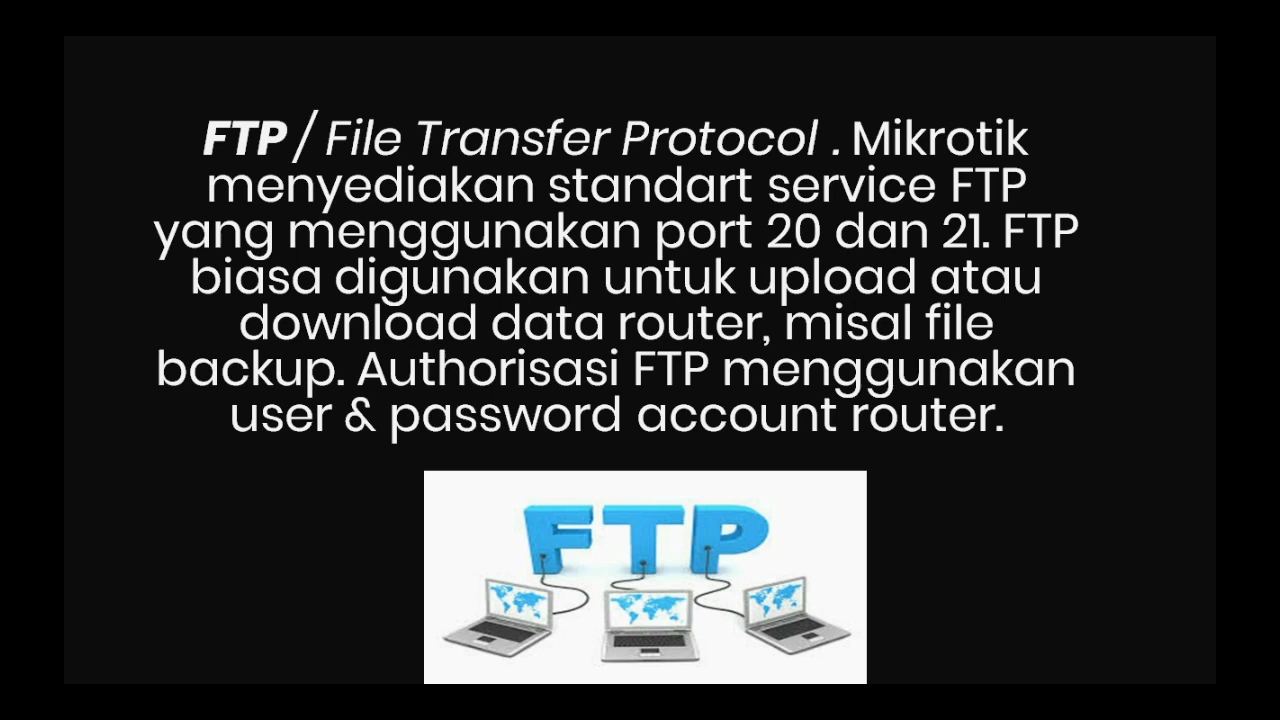 FTP / File Transfer Protocol . Mikrotik
menyediakan standart service FTP
yang menggunakan port 20 dan 21. FTP
biasa digunakan untuk upload atau
download data router, misal file
backup. Authorisasi FTP menggunakan
user & password account router.
FTP